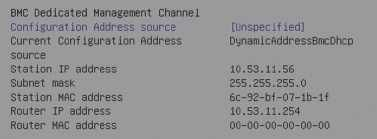 BMC Dedicated Management Channel
Configuration Address source [Unspecified]
Current Configuration Address DynamicAddressBmcDhcp
source
Station IP address 10.53.11.56
Subnet mask 255.255.255.0
Station MAC address 6c-92-bf-07-1b-1f
Router IP address 10.53.11.254
Router MAC address 00-00-00-00-00-00